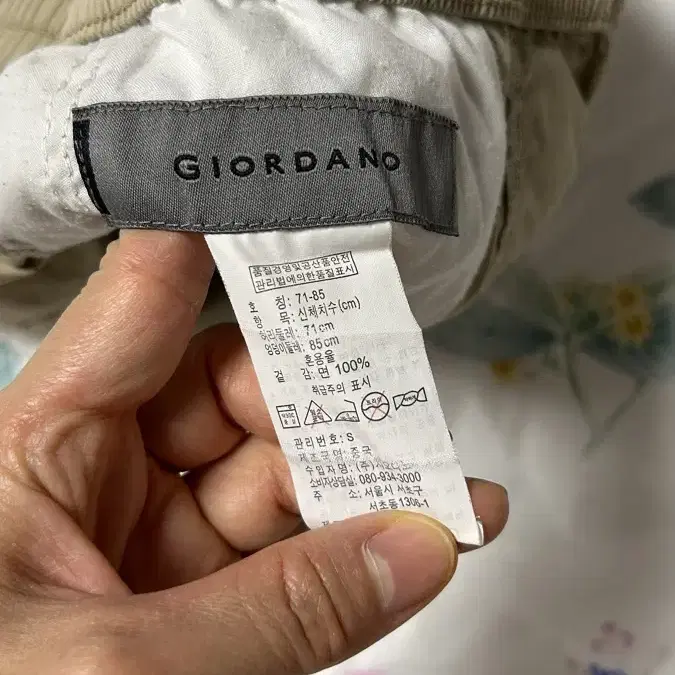 GIORDANO
품질경영및공산품안전
관리법에의한품질표시
호 칭: 71-85
항 목: 신체치수(cm)
허리둘레: 71cm
엉덩이둘레: 85cm
혼용율
겉 감: 면 100%
취급주의 표시
관리번호: S
제조국명: 중국
수입자명: (주)
소비자상담실: 080-934-3000
주 소: 서울시 서초구
서초동1306-1